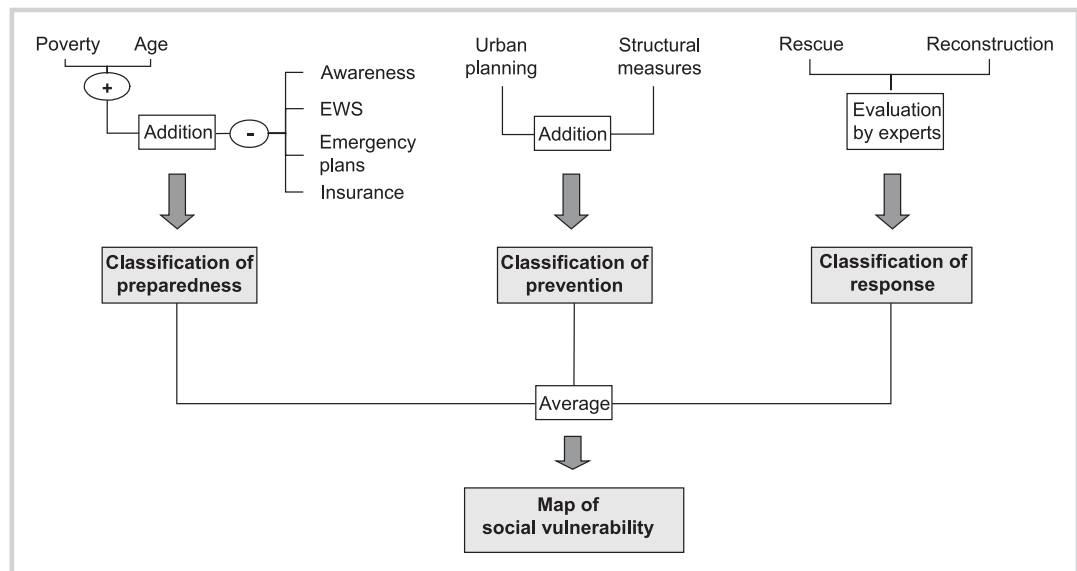 Poverty Age
+
Addition
-
Awareness
EWS
Emergency
plans
Insurance
Classification of
preparedness
Urban
planning
Structural
measures
Addition
Classification of
prevention
Rescue
Reconstruction
Evaluation
by experts
Classification of
response
Average
Map of
social vulnerability